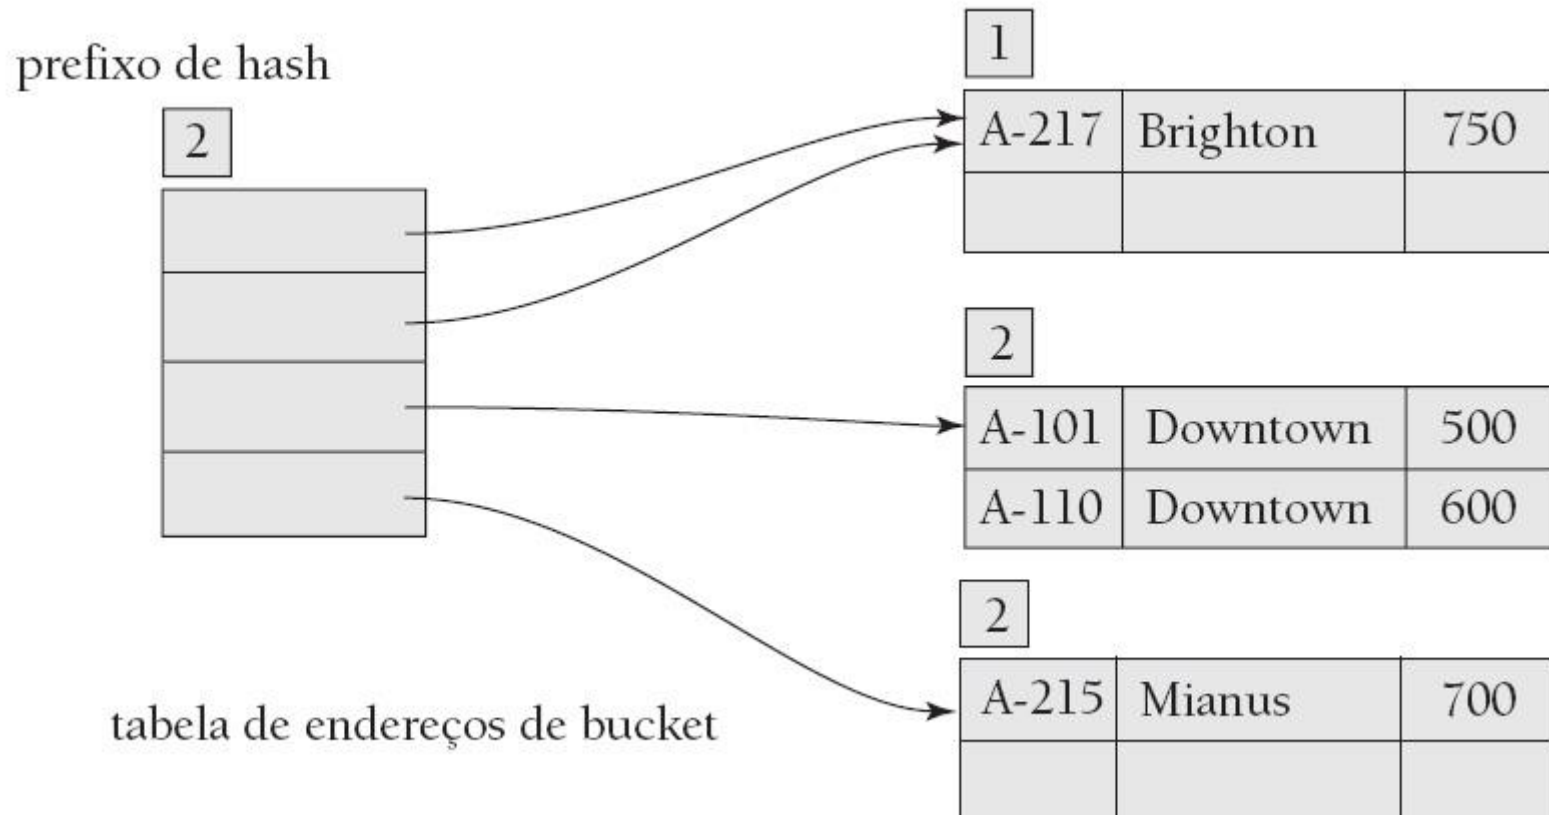 prefixo de hash
2
1
A-217 Brighton 750
2
A-101 Downtown 500
A-110 Downtown 600
2
A-215 Mianus 700
tabela de endereços de bucket